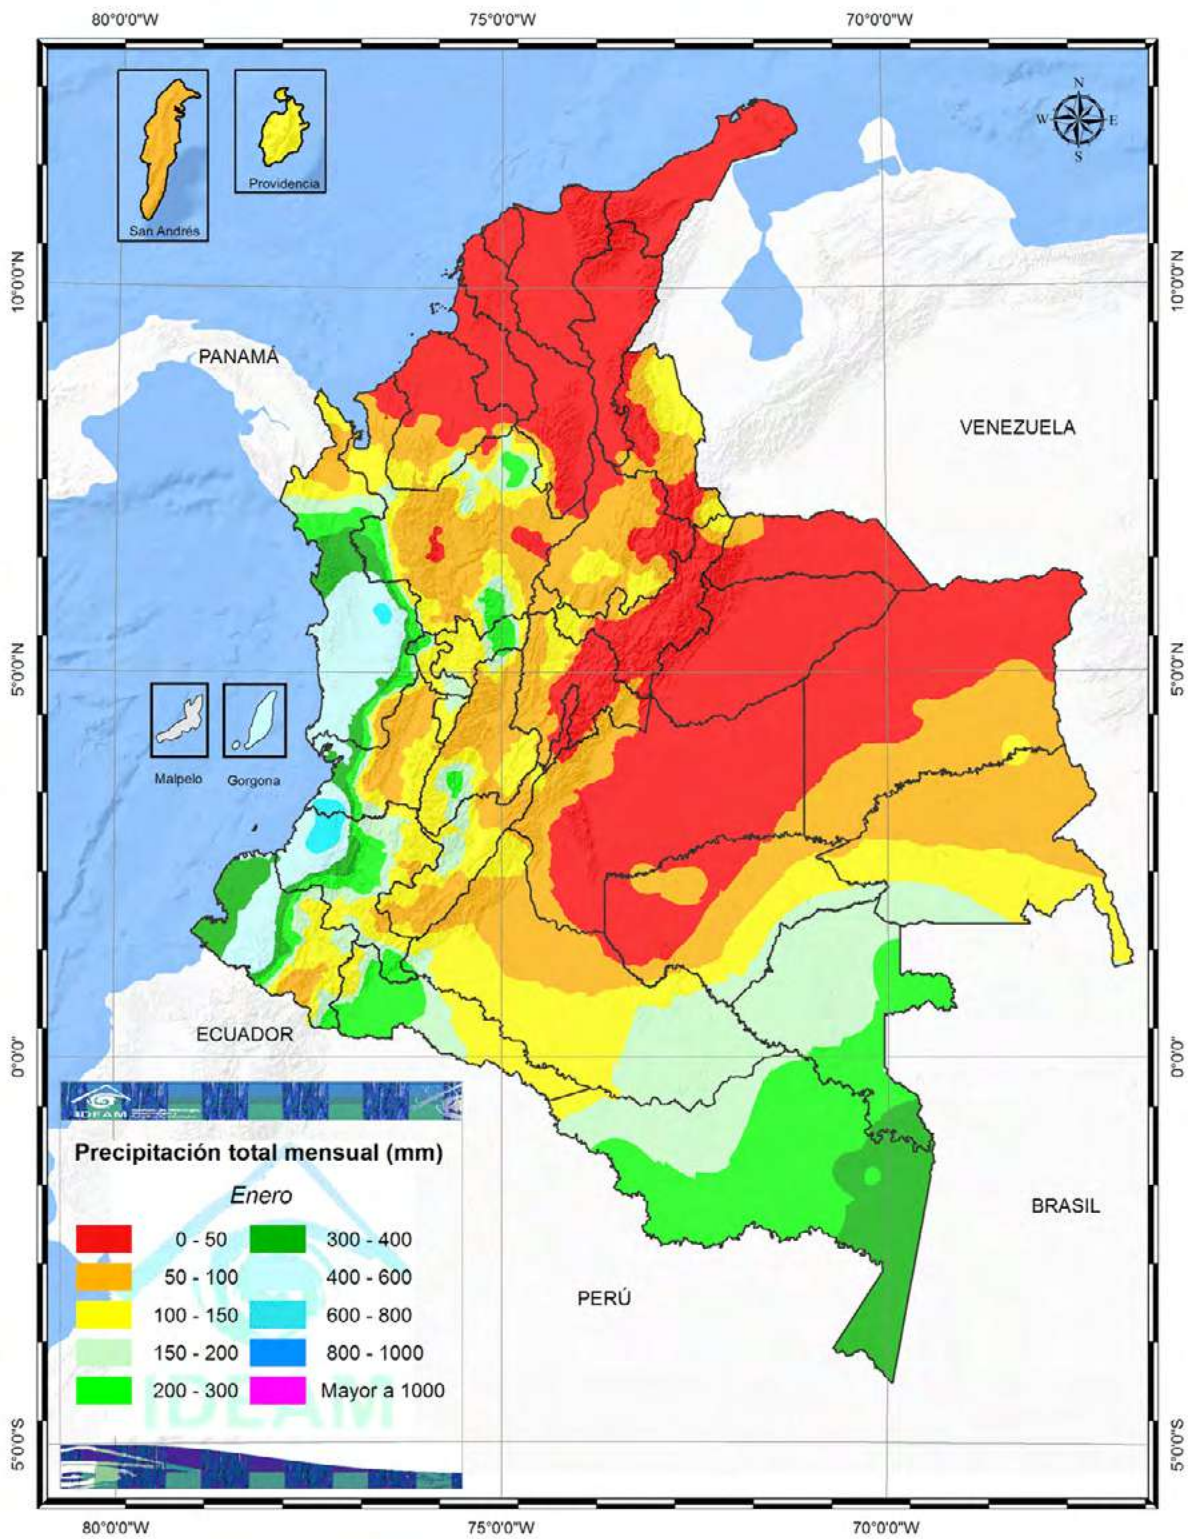 80°0'0"W 75°0'0"W 70°0'0"W
N
W E
S
San Andrés
Providencia
10°0'0"N 10°0'0"N
PANAMÁ
VENEZUELA
5°0'0"N 5°0'0"N
Malpelo Gorgona
ECUADOR
0°0'0" 0°0'0"
IDEAM
Precipitación total mensual (mm)
Enero
0 - 50 300 - 400
50 - 100 400 - 600
100 - 150 600 - 800
150 - 200 800 - 1000
200 - 300 Mayor a 1000
IDEAM
BRASIL
PERÚ
5°0'0"S 5°0'0"S
80°0'0"W 75°0'0"W 70°0'0"W